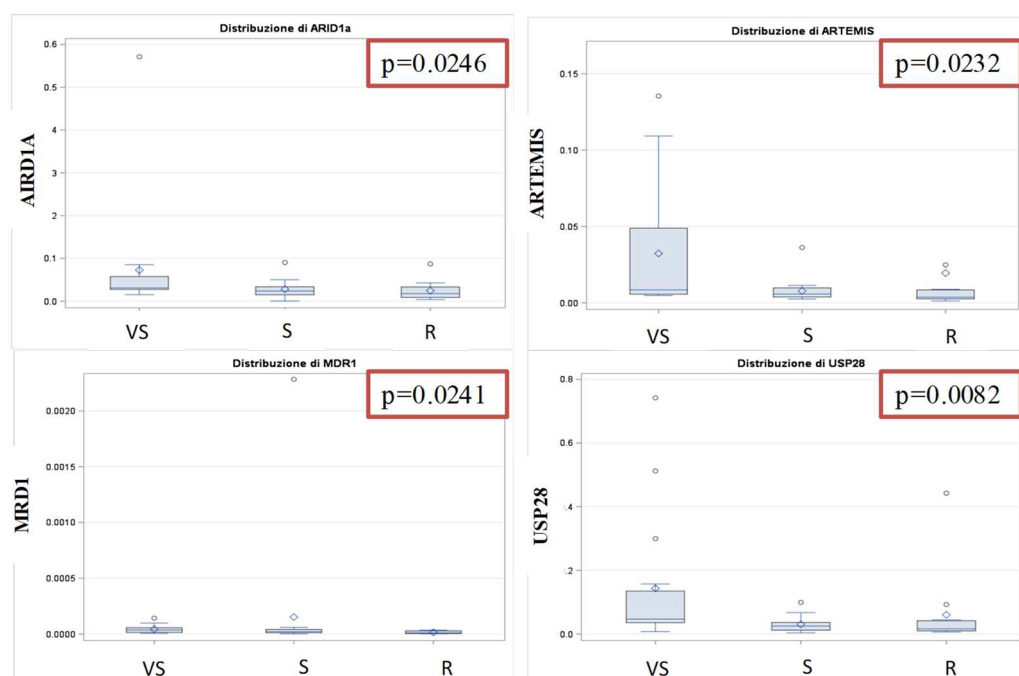 Distribuzione di ARID1a
p=0.0246
0.6
0.5
4
3
2
0.1
0.0
AIRD1A
VS S R
Distribuzione di ARTEMIS
p=0.0232
0.15
0.10
0.05
0.00
ARTEMIS
VS S R
Distribuzione di MDR1
p=0.0241
0.0020
0.0015
0.0010
0.0005
0.0000
MRD1
VS S R
Distribuzione di USP28
p=0.0082
0.8
0.6
.4
.2
0.0
USP28
VS S R